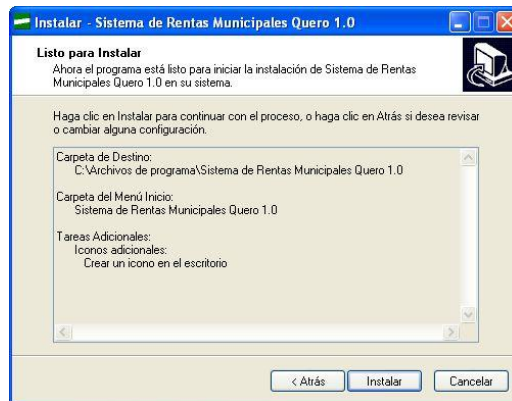 Instalar - Sistema de Rentas Municipales Quero 1.0
Listo para Instalar
Ahora el programa está listo para iniciar la instalación de Sistema de Rentas
Municipales Quero 1.0 en su sistema.
Haga clic en Instalar para continuar con el proceso, o haga clic en Atrás si desea revisar
o cambiar alguna configuración.
Carpeta de Destino:
C:\Archivos de programa\Sistema de Rentas Municipales Quero 1.0
Carpeta del Menú Inicio:
Sistema de Rentas Municipales Quero 1.0
Tareas Adicionales:
Iconos adicionales:
Crear un icono en el escritorio
< Atrás
Instalar
Cancelar